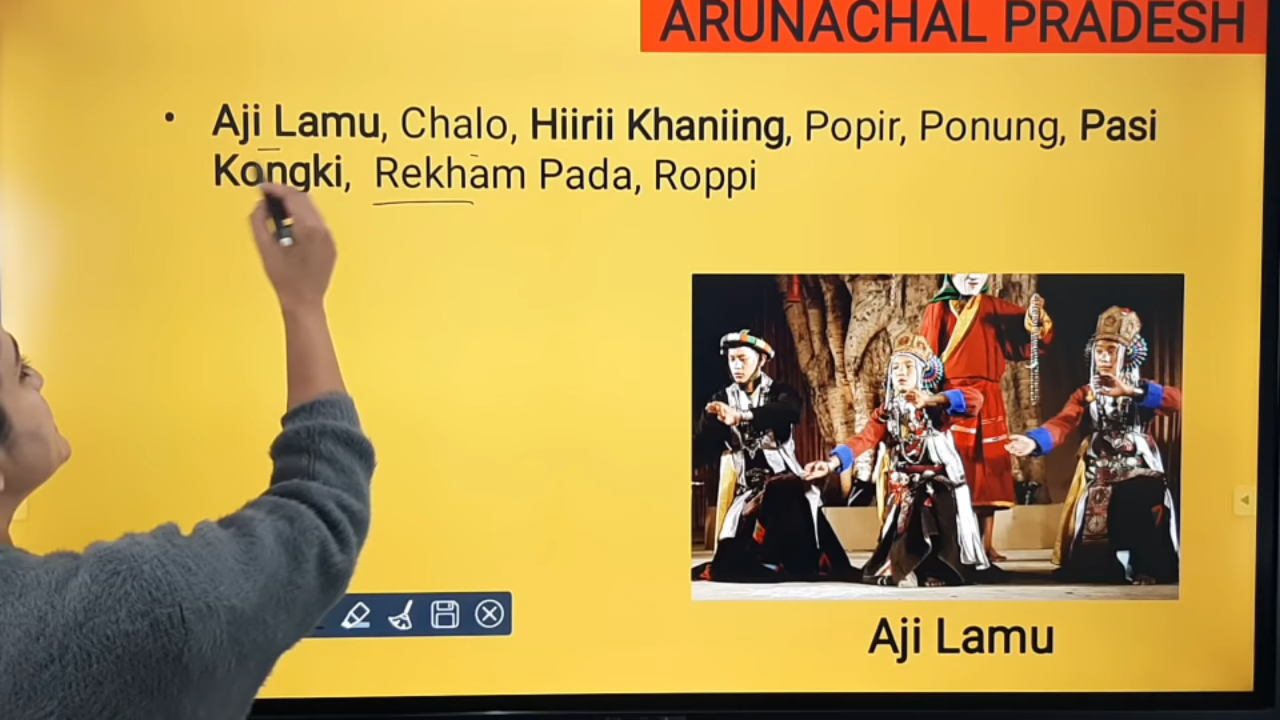 ARUNACHAL PRADESH
• Aji Lamu, Chalo, Hiirii Khaniing, Popir, Ponung, Pasi
Kongki, Rekham Pada, Roppi
Aji Lamu